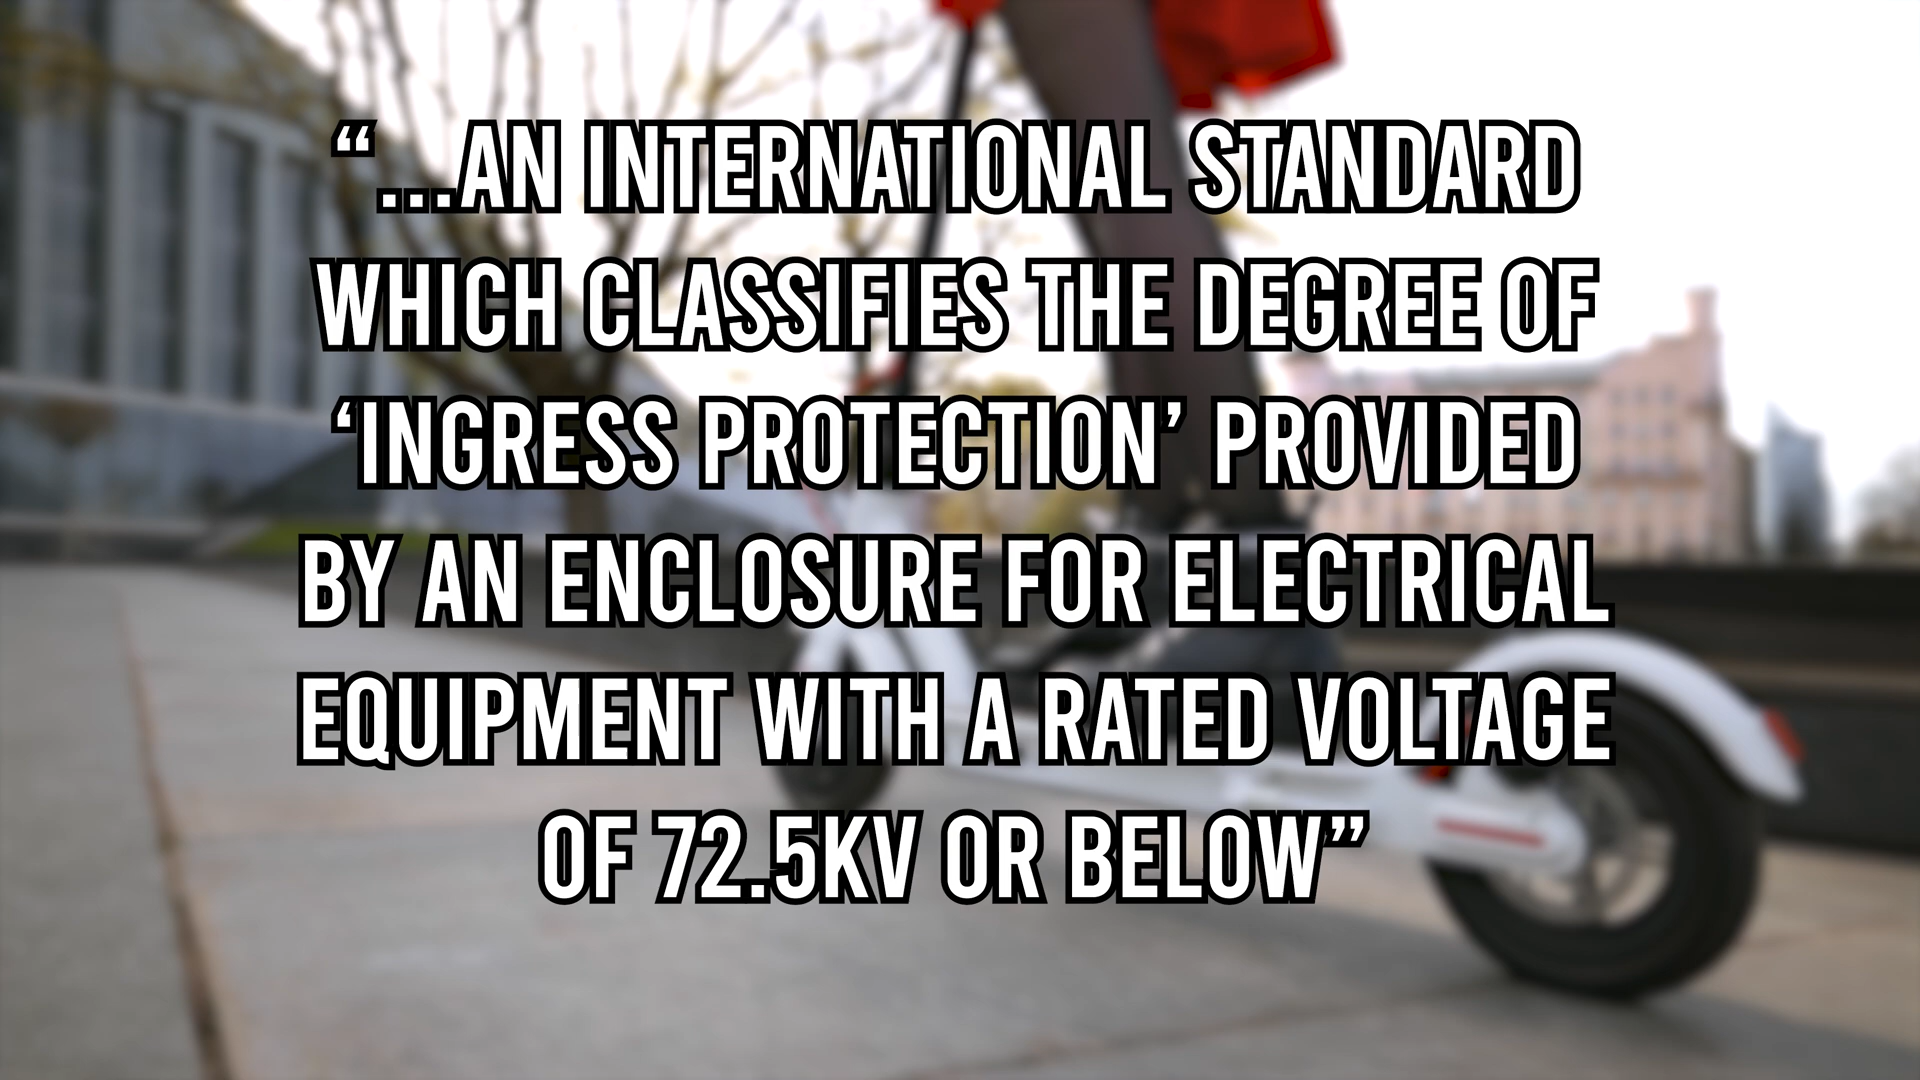 “...AN INTERNATIONAL STANDARD
WHICH CLASSIFIES THE DEGREE OF
‘INGRESS PROTECTION’ PROVIDED
BY AN ENCLOSURE FOR ELECTRICAL
EQUIPMENT WITH A RATED VOLTAGE
OF 72.5KV OR BELOW”